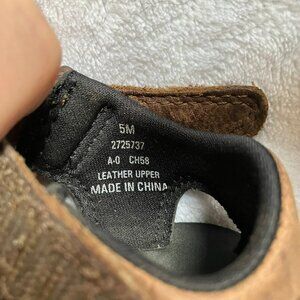 5M
2725737
A-0 CH58
LEATHER UPPER
MADE IN CHINA